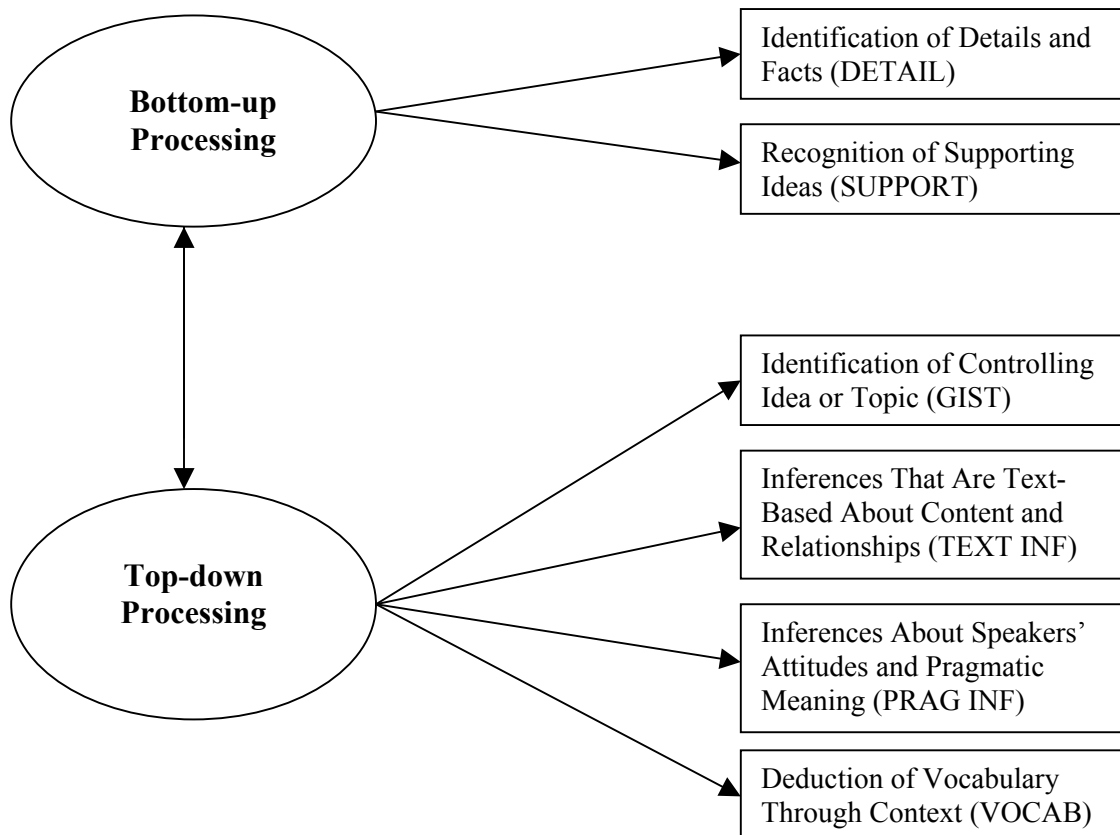 Bottom-up
Processing
Identification of Details and
Facts (DETAIL)
Recognition of Supporting
Ideas (SUPPORT)
Top-down
Processing
Identification of Controlling
Idea or Topic (GIST)
Inferences That Are Text-
Based About Content and
Relationships (TEXT INF)
Inferences About Speakers’
Attitudes and Pragmatic
Meaning (PRAG INF)
Deduction of Vocabulary
Through Context (VOCAB)